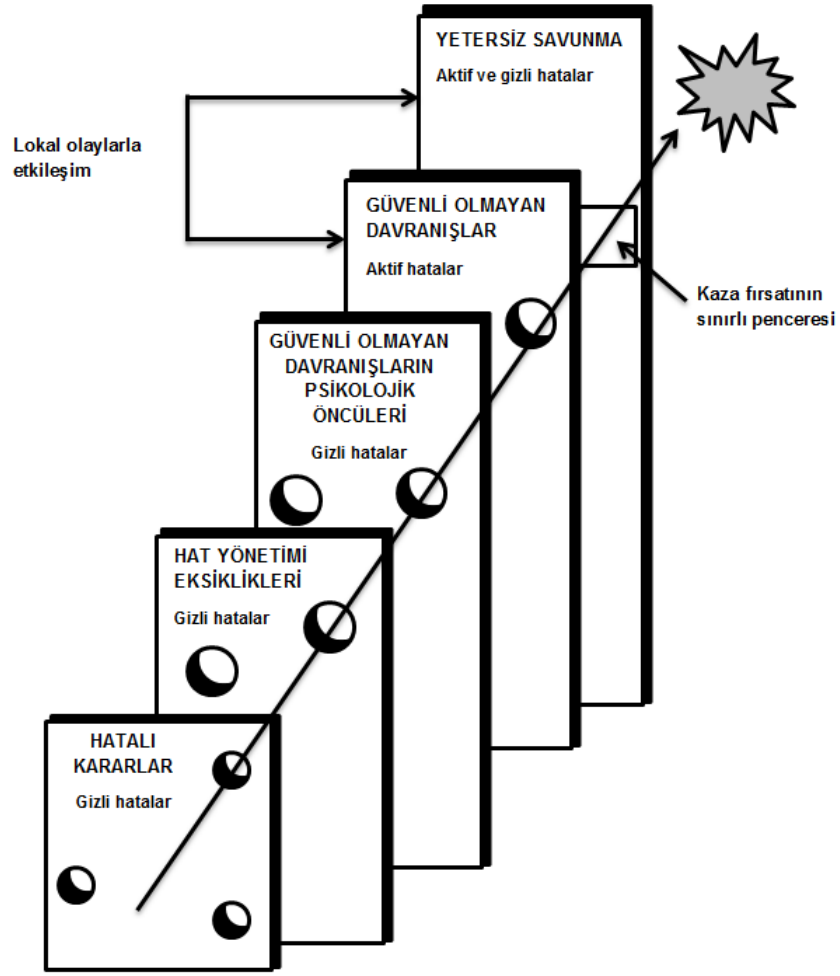 YETERSİZ SAVUNMA
Aktif ve gizli hatalar
Lokal olaylarla
etkileşim
GÜVENLİ OLMAYAN
DAVRANIŞLAR
Aktif hatalar
Kaza fırsatının
sınırlı penceresi
GÜVENLİ OLMAYAN
DAVRANIŞLARIN
PSİKOLOJİK
ÖNCÜLERİ
Gizli hatalar
HAT YÖNETİMİ
EKSİKLİKLERİ
Gizli hatalar
HATALI
KARARLAR
Gizli hatalar